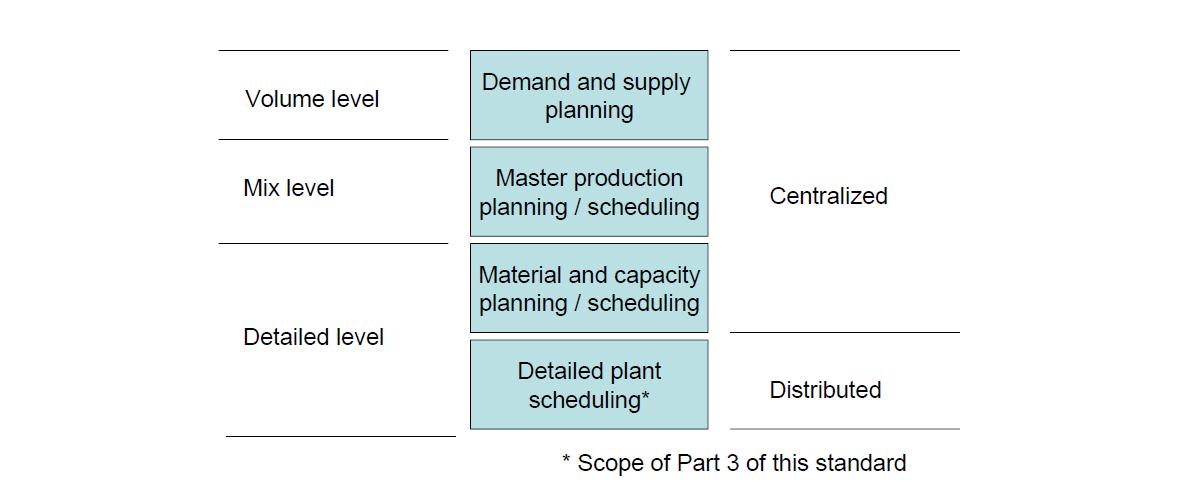 Volume level
Demand and supply
planning
Mix level
Master production
planning / scheduling
Centralized
Material and capacity
planning / scheduling
Detailed level
Detailed plant
scheduling*
Distributed
* Scope of Part 3 of this standard